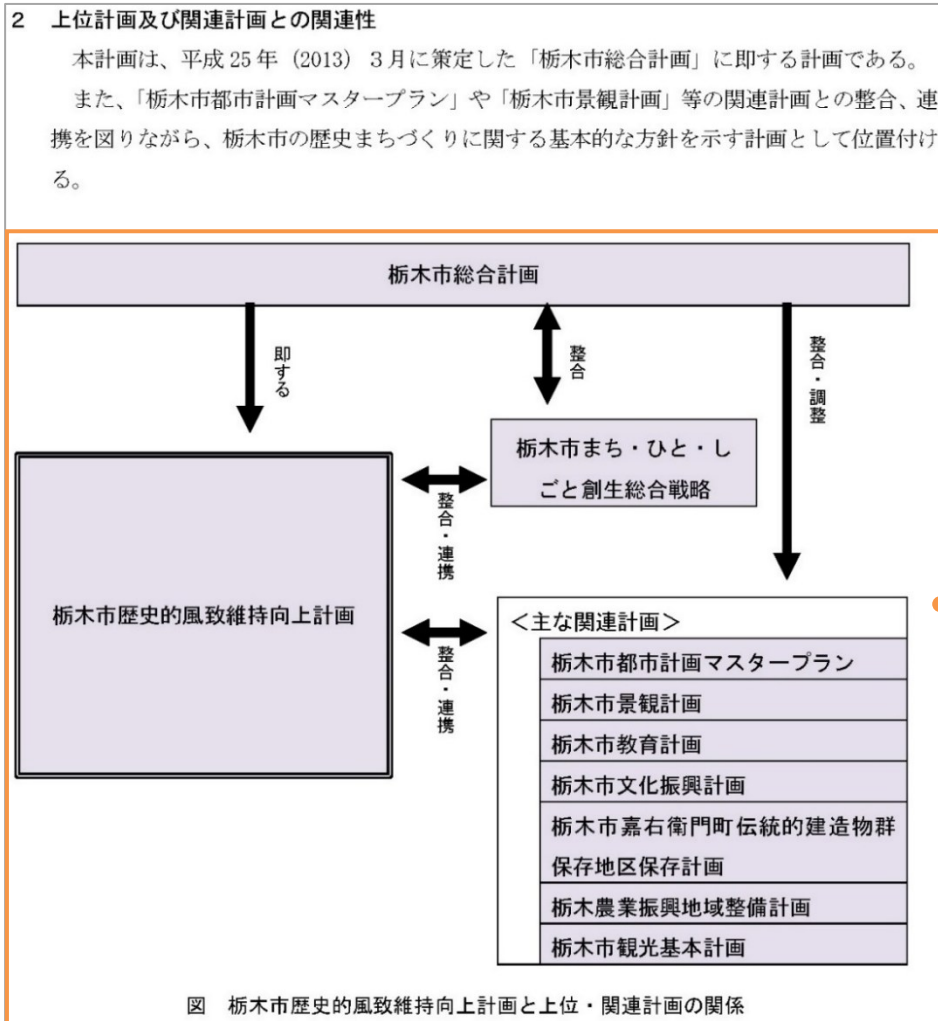 2 上位計画及び関連計画との関連性
本計画は、平成 25 年（2013）３月に策定した「栃木市総合計画」に即する計画である。
また、「栃木市都市計画マスタープラン」や「栃木市景観計画」等の関連計画との整合、連
携を図りながら、栃木市の歴史まちづくりに関する基本的な方針を示す計画として位置付け
る。
栃木市総合計画
即する
整合
整合・調整
栃木市まち・ひと・し
ごと創生総合戦略
整合・連携
栃木市歴史的風致維持向上計画
整合・連携
＜主な関連計画＞
栃木市都市計画マスタープラン
栃木市景観計画
栃木市教育計画
栃木市文化振興計画
栃木市嘉右衛門町伝統的建造物群
保存地区保存計画
栃木農業振興地域整備計画
栃木市観光基本計画
図 栃木市歴史的風致維持向上計画と上位・関連計画の関係